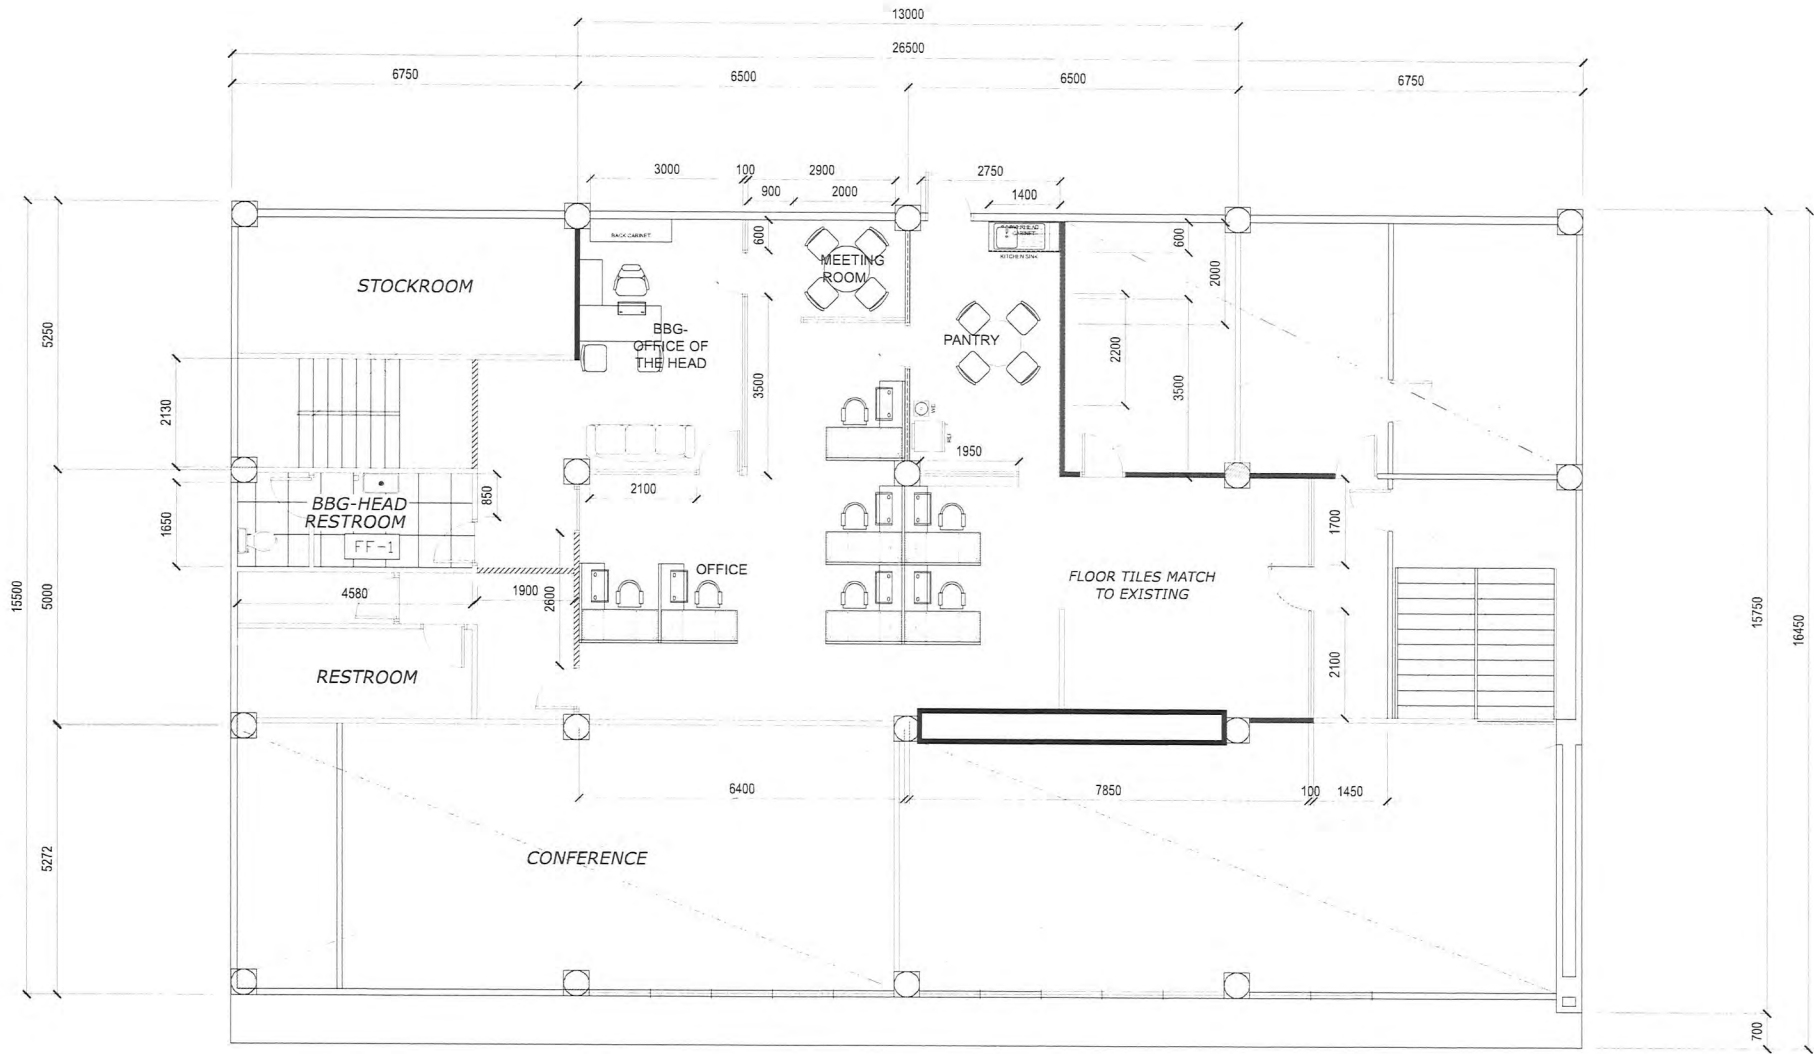 13000
26500
6750
6500
6500
6750
3000
100
2900
2750
900
2000
1400
BACK CABINET
600
CABINET
KITCHEN SINK
600
2000
MEETING
ROOM
STOCKROOM
BBG-
OFFICE OF
THE HEAD
PANTRY
5250
2200
3500
3500
2130
1950
2100
850
BBG-HEAD
RESTROOM
FF-1
1650
1700
OFFICE
FLOOR TILES MATCH
TO EXISTING
4580
1900
2600
15500
5000
15750
16450
RESTROOM
2100
6400
7850
100
1450
CONFERENCE
5272
700